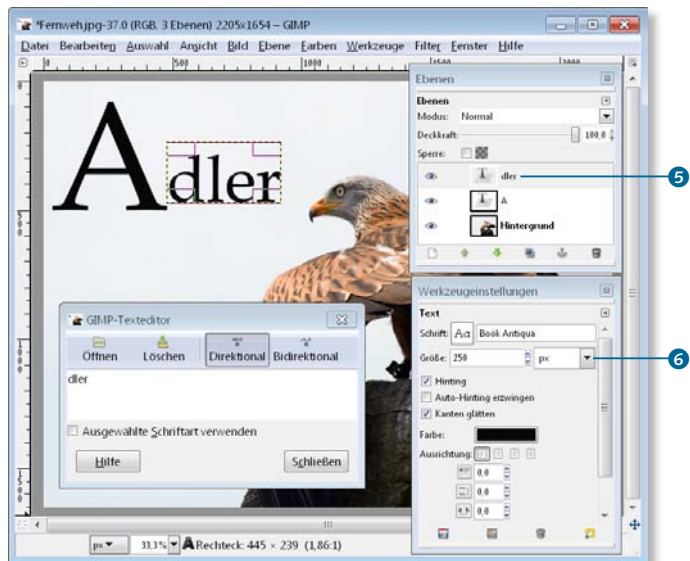 *Fernweh.jpg-37.0 (RGB, 3 Ebenen) 2205x1654 – GIMP
Datei Bearbeiten Auswahl Ansicht Bild Ebene Farben Werkzeuge Filter Fenster Hilfe
0 500 1000 1500 2000
Adler
Ebenen
Ebenen
Modus: Normal
Deckkraft: 100,0
Sperre:
dler
5
A
Hintergrund
Werkzeugeinstellungen
Text
Schrift: Aa Book Antiqua
Größe: 250 px
6
Hinting
Auto-Hinting erzwingen
Kanten glätten
Farbe:
Ausrichtung:
0,0
0,0
0,0
GIMP-Texteditor
Öffnen Löschen Direktional Bidirektional
dler
Ausgewählte Schriftart verwenden
Hilfe Schließen
px 33,3% A Rechteck: 445 × 239 (1,86:1)